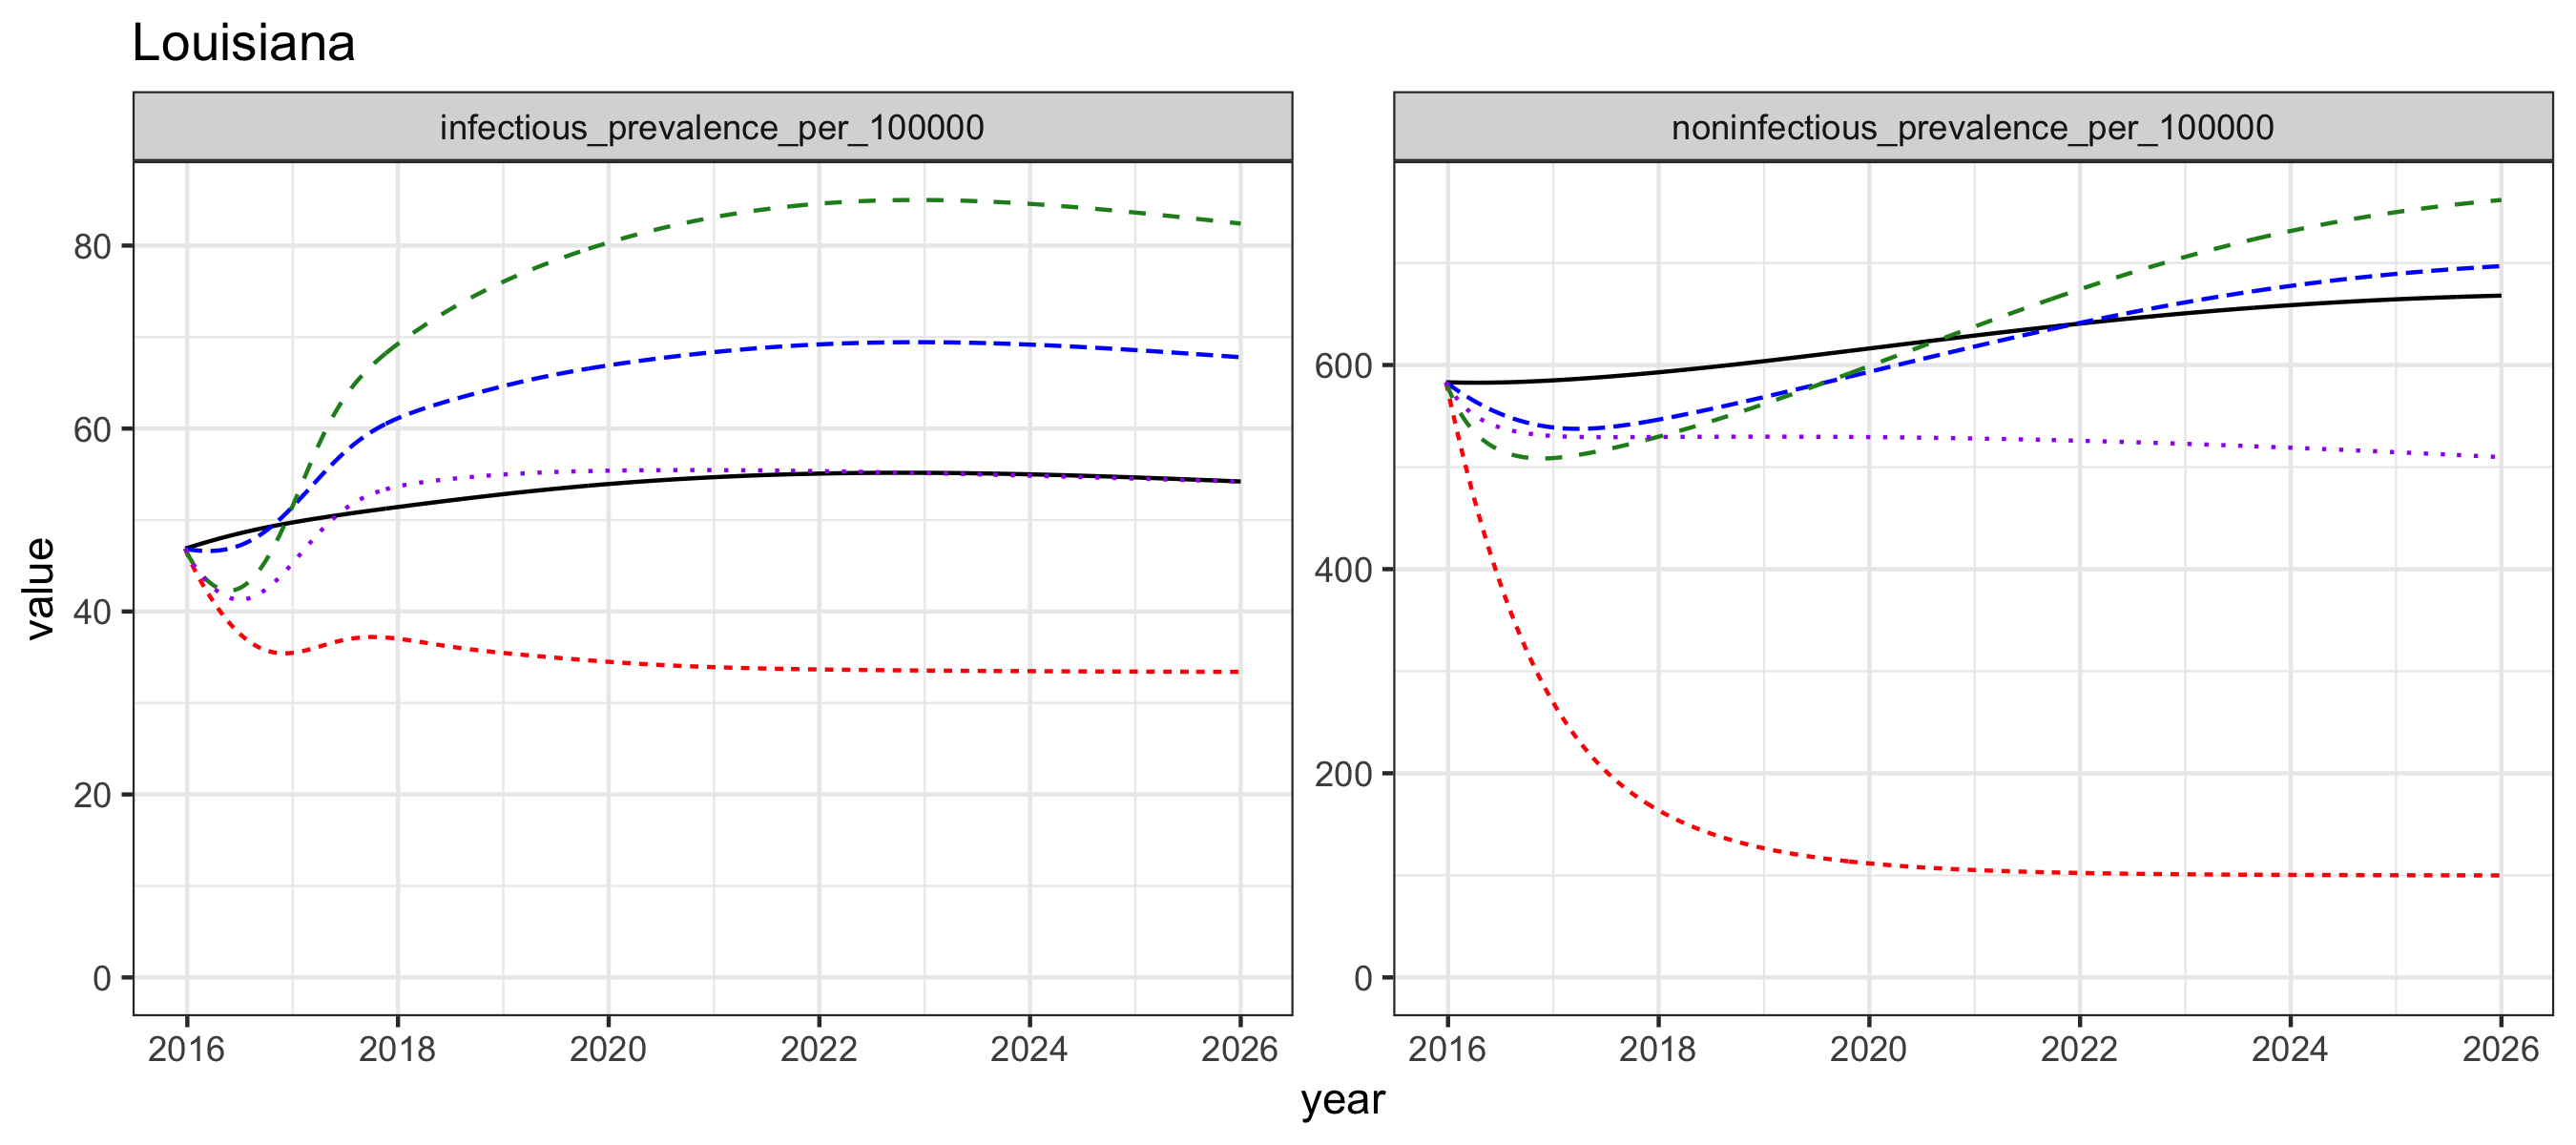 Louisiana
infectious_prevalence_per_100000
noninfectious_prevalence_per_100000
value
80
60
40
20
0
600
400
200
0
2016 2018 2020 2022 2024 2026
2016 2018 2020 2022 2024 2026
year